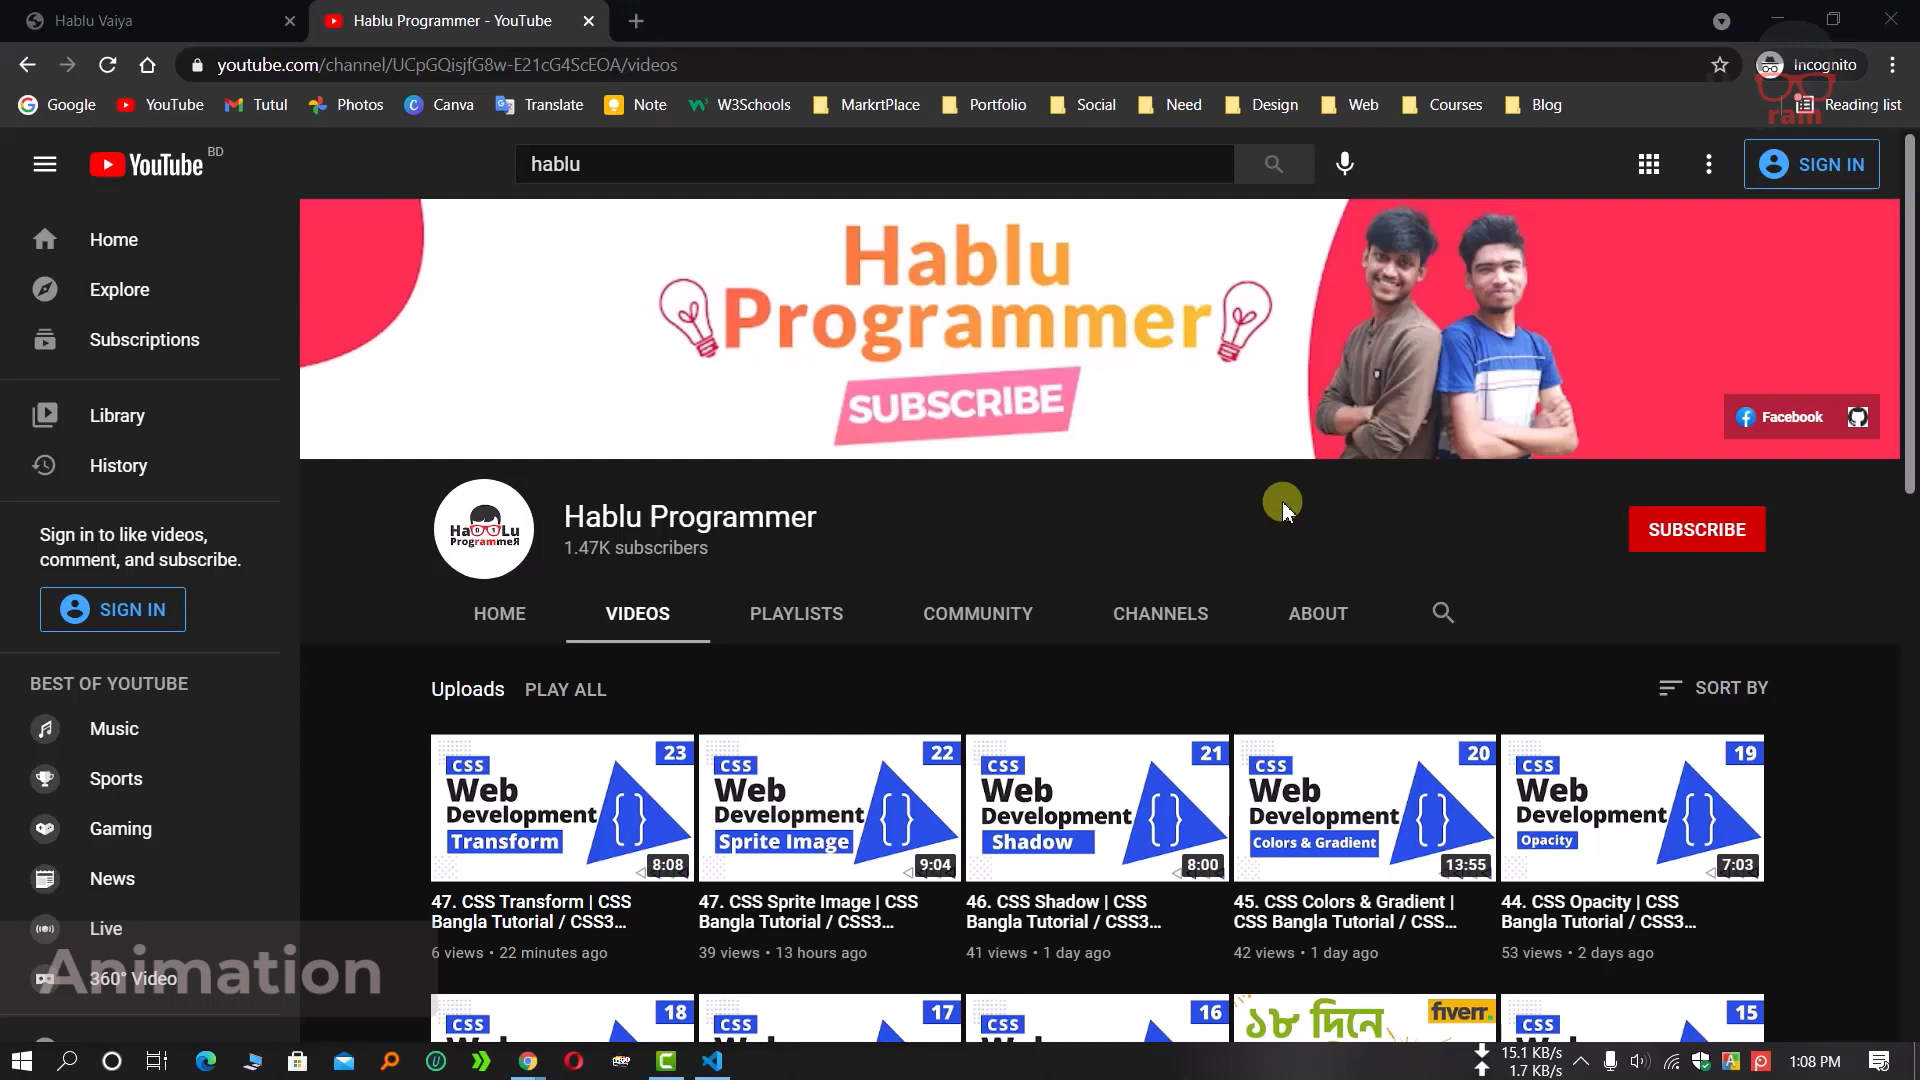 Hablu Vaiya
Hablu Programmer - YouTube
youtube.com/channel/UCpGQisjfG8w-E21cG4ScEOA/videos
Incognito
Google YouTube Tutul Photos Canva Translate Note W3Schools MarkrtPlace Portfolio Social Need Design Web Courses Blog Reading list
ram
YouTube BD
hablu
SIGN IN
Home
Explore
Subscriptions
Library
History
Sign in to like videos,
comment, and subscribe.
SIGN IN
BEST OF YOUTUBE
Music
Sports
Gaming
News
Live
360° Video
Animation
Hablu
Programmer
SUBSCRIBE
Facebook
Ha01Lu
ProgrammeR
Hablu Programmer
1.47K subscribers
SUBSCRIBE
HOME VIDEOS PLAYLISTS COMMUNITY CHANNELS ABOUT
Uploads PLAY ALL SORT BY
23
CSS
Web
Development
{ }
Transform
8:08
47. CSS Transform | CSS
Bangla Tutorial / CSS3...
6 views • 22 minutes ago
22
CSS
Web
Development
{ }
Sprite Image
9:04
47. CSS Sprite Image | CSS
Bangla Tutorial / CSS3...
39 views • 13 hours ago
21
CSS
Web
Development
{ }
Shadow
8:00
46. CSS Shadow | CSS
Bangla Tutorial / CSS3...
41 views • 1 day ago
20
CSS
Web
Development
{ }
Colors & Gradient
13:55
45. CSS Colors & Gradient |
CSS Bangla Tutorial / CSS...
42 views • 1 day ago
19
CSS
Web
Development
{ }
Opacity
7:03
44. CSS Opacity | CSS
Bangla Tutorial / CSS3...
53 views • 2 days ago
18
CSS
17
CSS
16
CSS
১৮ দিনে
fiverr.
15
CSS
15.1 KB/s
1.7 KB/s
1:08 PM